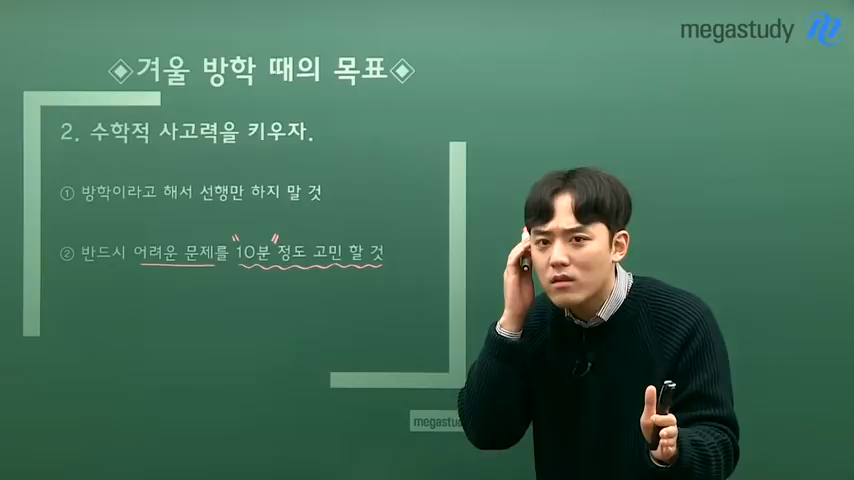 megastudy
◈겨울 방학 때의 목표◈
2. 수학적 사고력을 키우자.
① 방학이라고 해서 선행만 하지 말 것
② 반드시 어려운 문제를 "10분"정도 고민 할 것
megastu